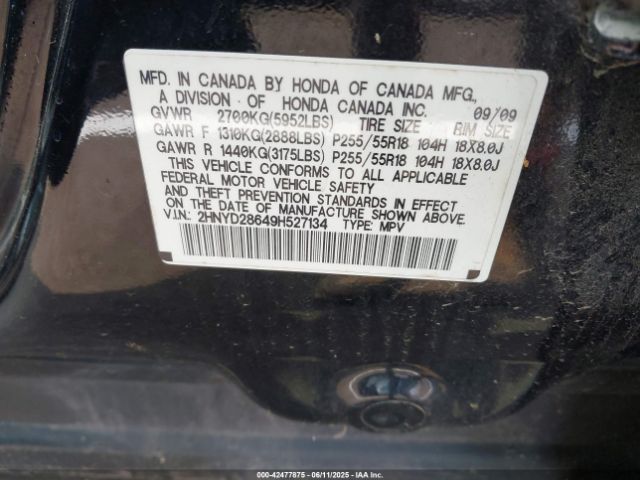 MFD. IN CANADA BY HONDA OF CANADA MFG.,
A DIVISION OF HONDA CANADA INC. 09/09
GVWR 2700KG(5952LBS) TIRE SIZE RIM SIZE
GAWR F 1310KG(2888LBS) P255/55R18 104H 18X8.0J
GAWR R 1440KG(3175LBS) P255/55R18 104H 18X8.0J
THIS VEHICLE CONFORMS TO ALL APPLICABLE
FEDERAL MOTOR VEHICLE SAFETY
AND THEFT PREVENTION STANDARDS IN EFFECT
ON THE DATE OF MANUFACTURE SHOWN ABOVE.
V.I.N.: 2HNYD28649H527134 TYPE: MPV
000-42477875 - 06/11/2025 - IAAI.COM